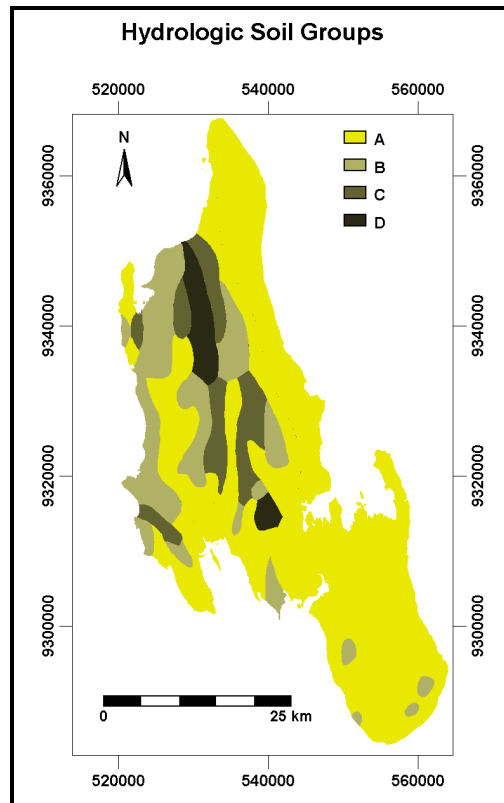 Hydrologic Soil Groups
520000 540000 560000
N
A
B
C
D
9360000 9360000
9340000 9340000
9320000 9320000
9300000 9300000
0 25 km
520000 540000 560000